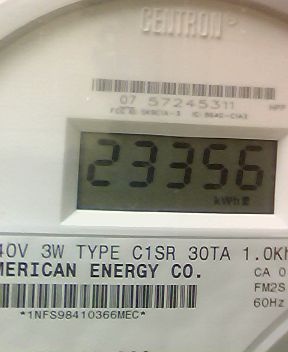 CENTRON
07 57245311
23356
kWh
40V 3W TYPE C1SR 30TA 1.0Kh
MERICAN ENERGY CO.
CA 0
FM2S
60Hz
*1NFS98410366MEC*